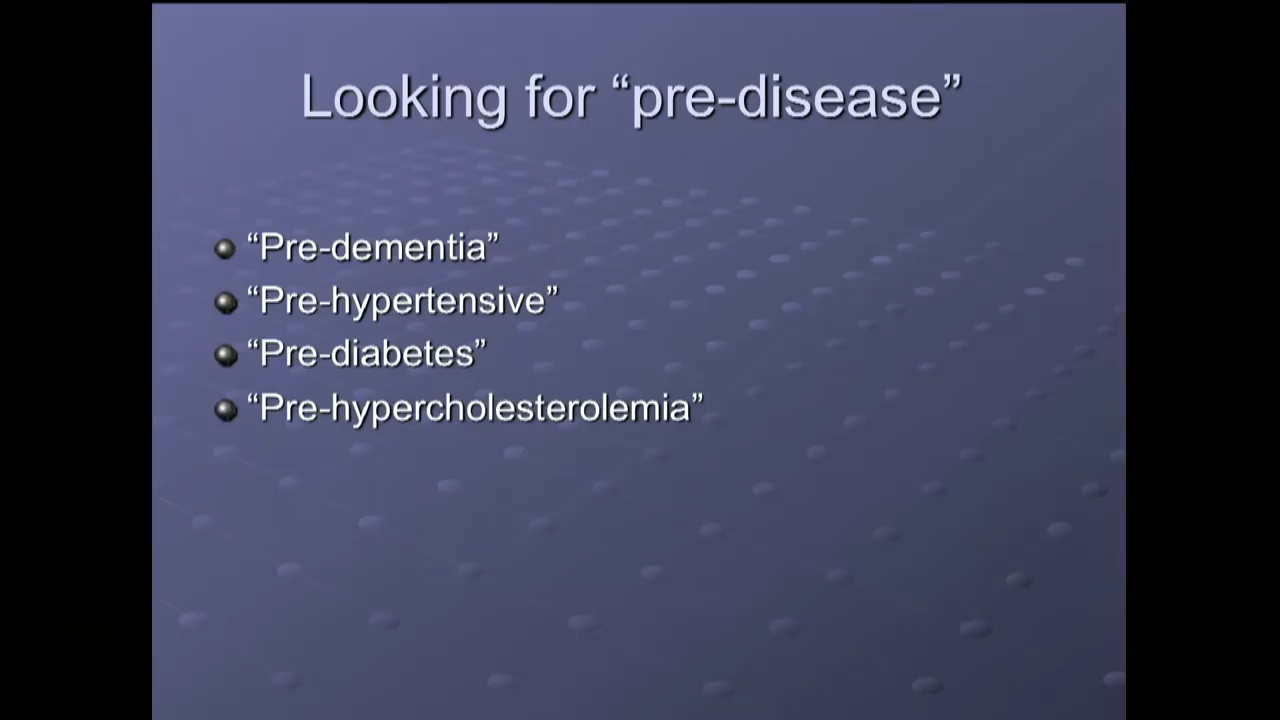 Looking for “pre-disease”
“Pre-dementia”
“Pre-hypertensive”
“Pre-diabetes”
“Pre-hypercholesterolemia”